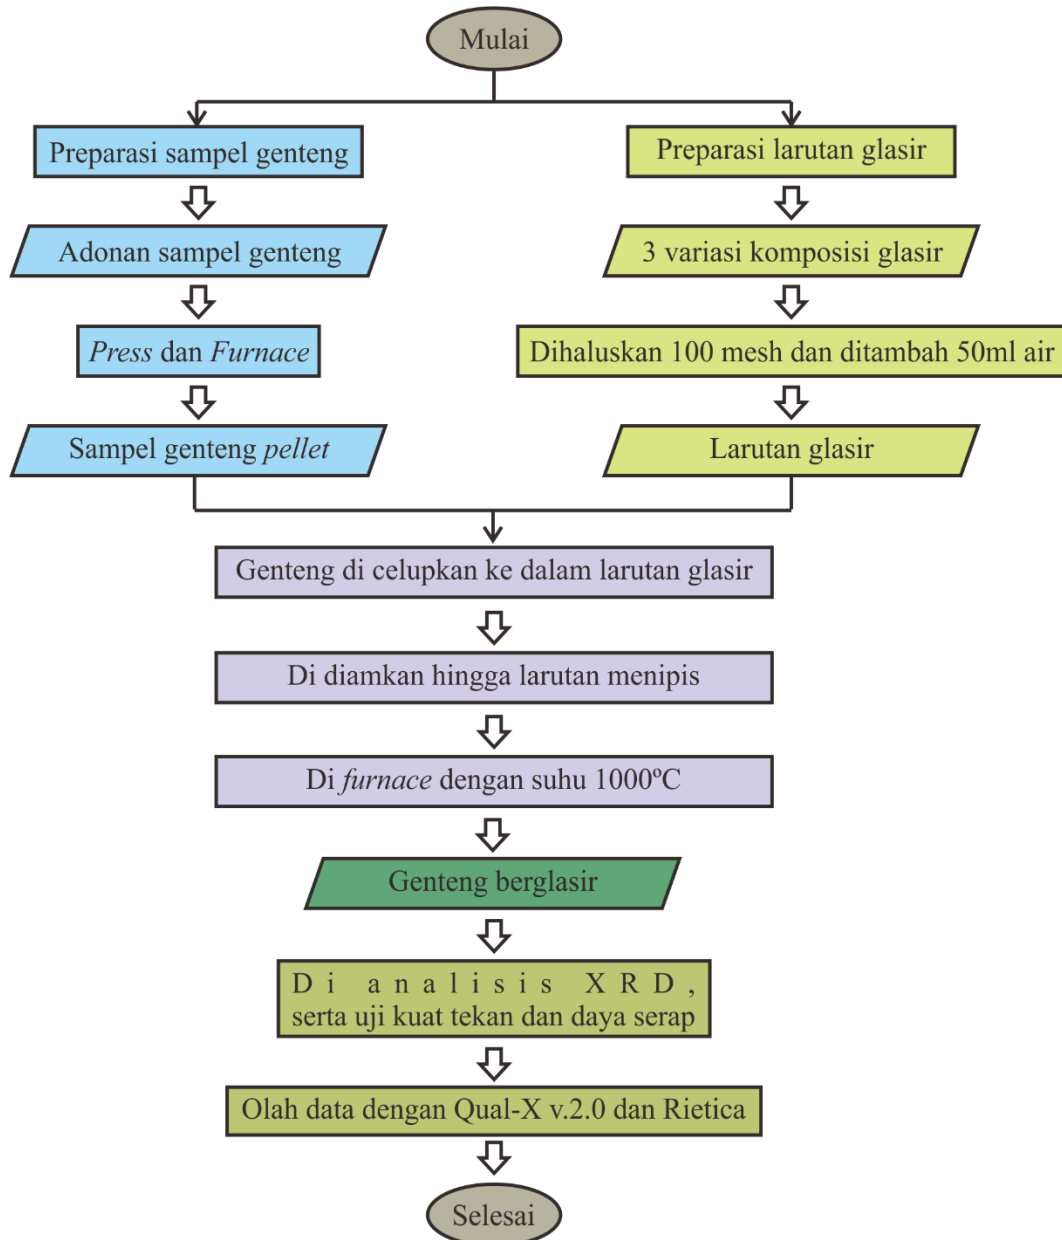 Mulai
Preparasi sampel genteng
Adonan sampel genteng
Press dan Furnace
Sampel genteng pellet
Preparasi larutan glasir
3 variasi komposisi glasir
Dihaluskan 100 mesh dan ditambah 50ml air
Larutan glasir
Genteng di celupkan ke dalam larutan glasir
Di diamkan hingga larutan menipis
Di furnace dengan suhu 1000ºC
Genteng berglasir
Di analisis XRD,
serta uji kuat tekan dan daya serap
Olah data dengan Qual-X v.2.0 dan Rietica
Selesai